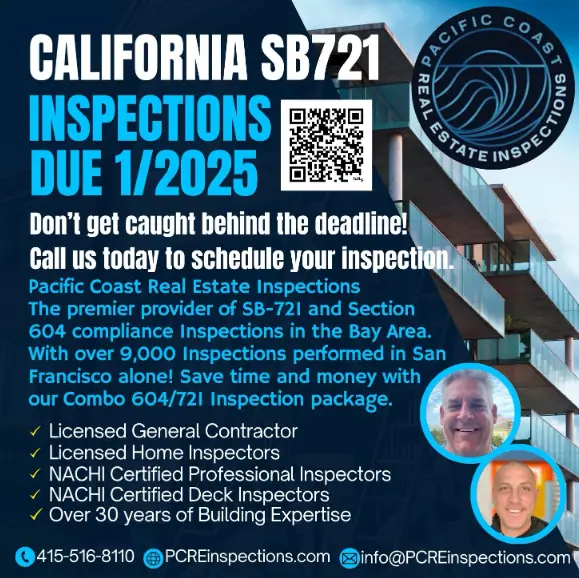 CALIFORNIA SB721
PACIFIC COAST
REAL ESTATE INSPECTIONS
INSPECTIONS
DUE 1/2025
Don't get caught behind the deadline!
Call us today to schedule your inspection.
Pacific Coast Real Estate Inspections
The premier provider of SB-721 and Section
604 compliance Inspections in the Bay Area.
With over 9,000 Inspections performed in San
Francisco alone! Save time and money with
our Combo 604/721 Inspection package.
✓ Licensed General Contractor
✓ Licensed Home Inspectors
✓ NACHI Certified Professional Inspectors
✓ NACHI Certified Deck Inspectors
✓ Over 30 years of Building Expertise
415-516-8110 PCREinspections.com info@PCREinspections.com